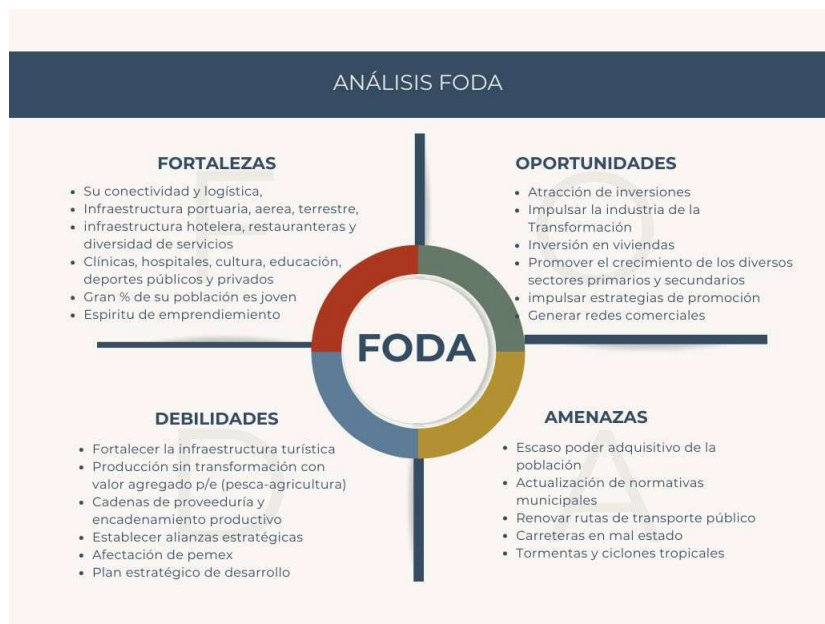 ANÁLISIS FODA
FORTALEZAS
• Su conectividad y logística,
• Infraestructura portuaria, aerea, terrestre,
• infraestructura hotelera, restauranteras y
diversidad de servicios
• Clínicas, hospitales, cultura, educación,
deportes públicos y privados
• Gran % de su población es joven
• Espiritu de emprendiemiento
OPORTUNIDADES
• Atracción de inversiones
• Impulsar la industria de la
Transformación
• Inversión en viviendas
• Promover el crecimiento de los diversos
sectores primarios y secundarios
• impulsar estrategias de promoción
• Generar redes comerciales
FODA
DEBILIDADES
• Fortalecer la infraestructura turística
• Producción sin transformación con
valor agregado p/e (pesca-agricultura)
• Cadenas de proveeduría y
encadenamiento productivo
• Establecer alianzas estratégicas
• Afectación de pemex
• Plan estratégico de desarrollo
AMENAZAS
• Escaso poder adquisitivo de la
población
• Actualización de normativas
municipales
• Renovar rutas de transporte público
• Carreteras en mal estado
• Tormentas y ciclones tropicales
F
O
D
A